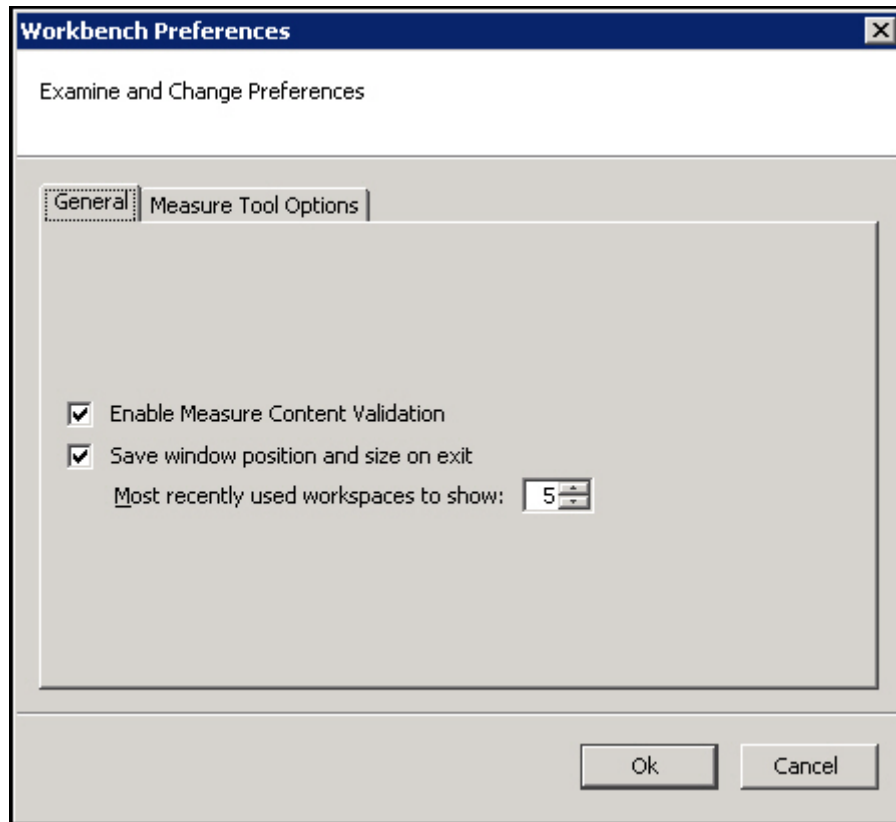 Workbench Preferences
Examine and Change Preferences
General Measure Tool Options
Enable Measure Content Validation
Save window position and size on exit
Most recently used workspaces to show: 5
Ok Cancel